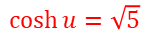 cosh u = √5